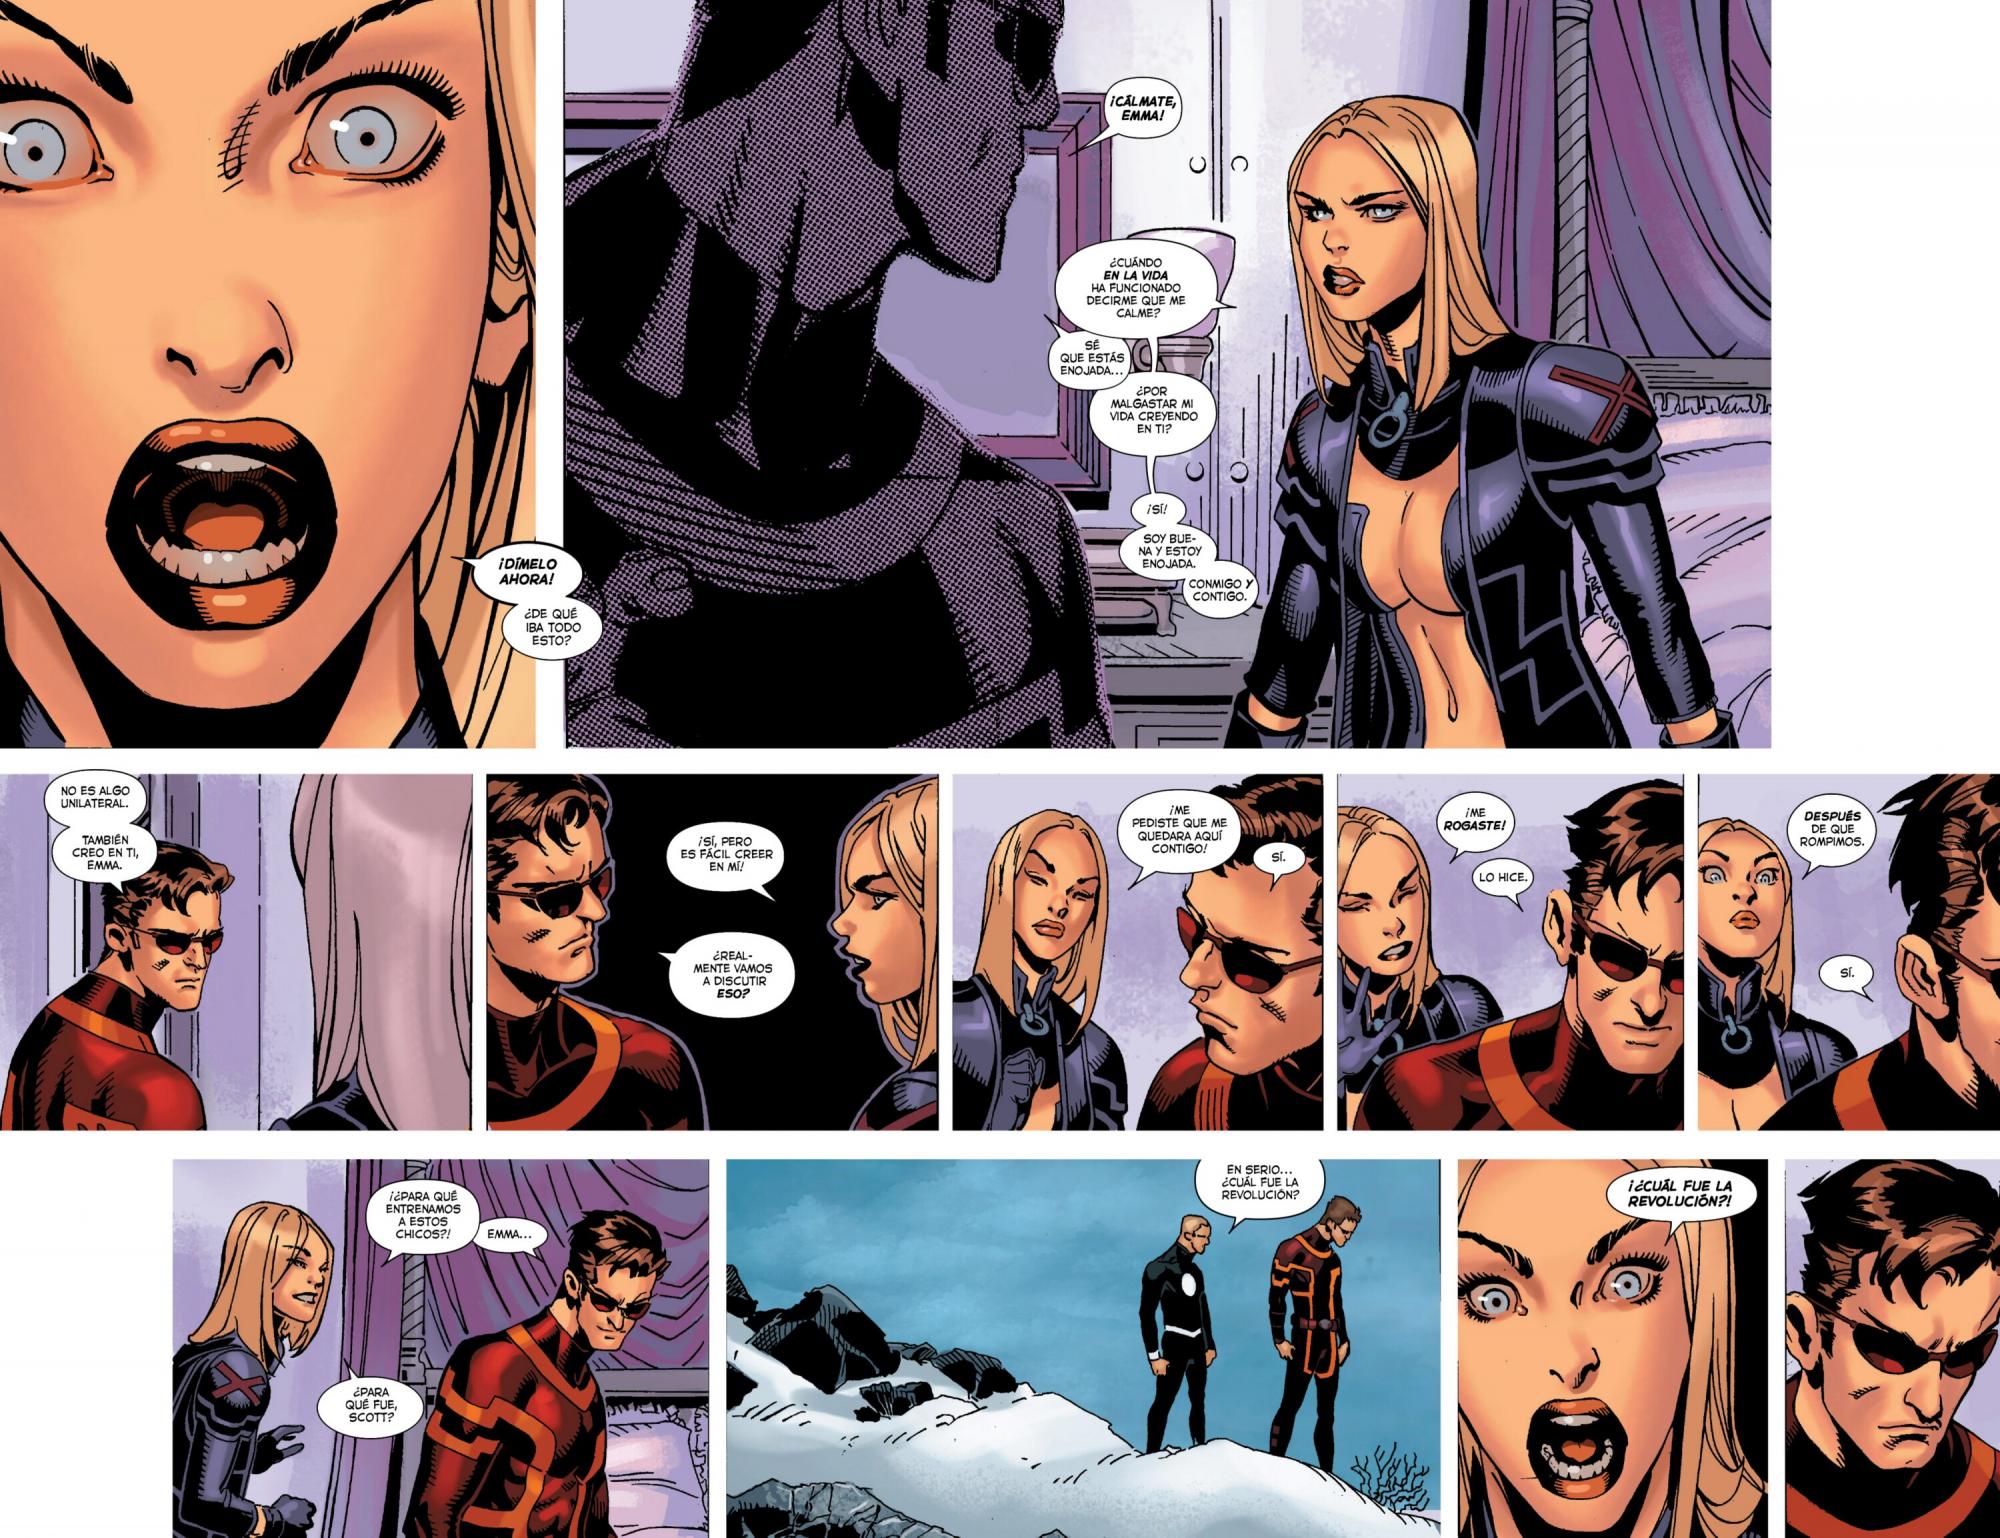 ¡DÍMELO
AHORA!
¿DE QUÉ
IBA TODO
ESTO?
¡CÁLMATE,
EMMA!
¿CUÁNDO
EN LA VIDA
HA FUNCIONADO
DECIRME QUE ME
CALME?
SÉ
QUE ESTÁS
ENOJADA...
¿POR
MALGASTAR MI
VIDA CREYENDO
EN TI?
¡SÍ!
SOY BUE-
NA Y ESTOY
ENOJADA.
CONMIGO Y
CONTIGO.
NO ES ALGO
UNILATERAL.
TAMBIÉN
CREO EN TI,
EMMA.
¡SÍ, PERO
ES FÁCIL CREER
EN MÍ!
¿REAL-
MENTE VAMOS
A DISCUTIR
ESO?
¡ME
PEDISTE QUE ME
QUEDARA AQUÍ
CONTIGO!
SÍ.
¡ME
ROGASTE!
LO HICE.
DESPUÉS
DE QUE
ROMPIMOS.
SÍ.
¡¿PARA QUÉ
ENTRENAMOS
A ESTOS
CHICOS?!
EMMA...
¿PARA
QUÉ FUE,
SCOTT?
EN SERIO...
¿CUÁL FUE LA
REVOLUCIÓN?
¡¿CUÁL FUE LA
REVOLUCIÓN?!